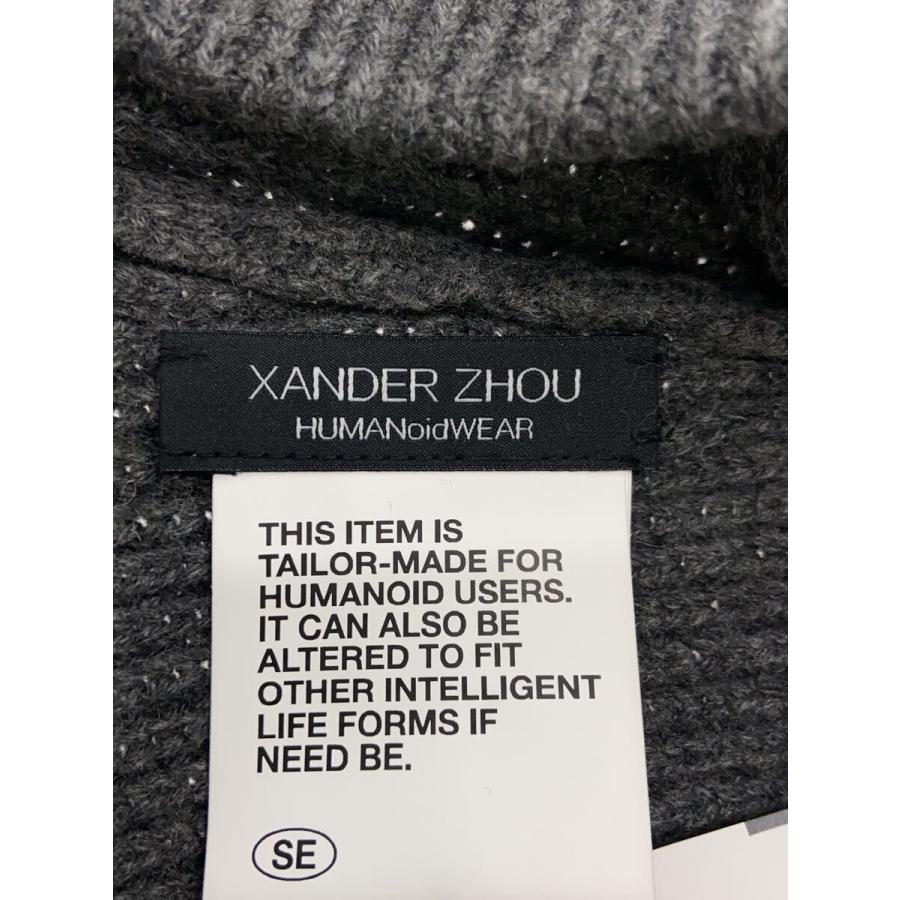 XANDER ZHOU
HUMANoidWEAR
THIS ITEM IS
TAILOR-MADE FOR
HUMANOID USERS.
IT CAN ALSO BE
ALTERED TO FIT
OTHER INTELLIGENT
LIFE FORMS IF
NEED BE.
SE